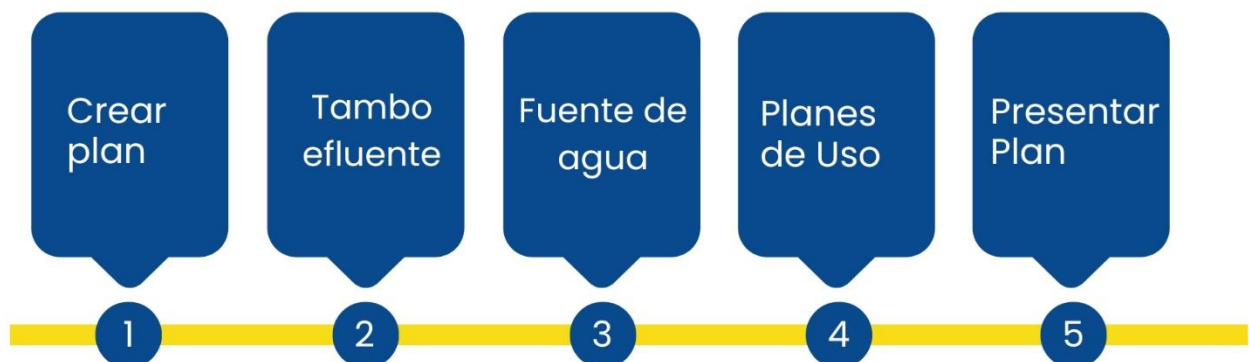 Crear
plan
Tambo
efluente
Fuente de
agua
Planes
de Uso
Presentar
Plan
1
2
3
4
5